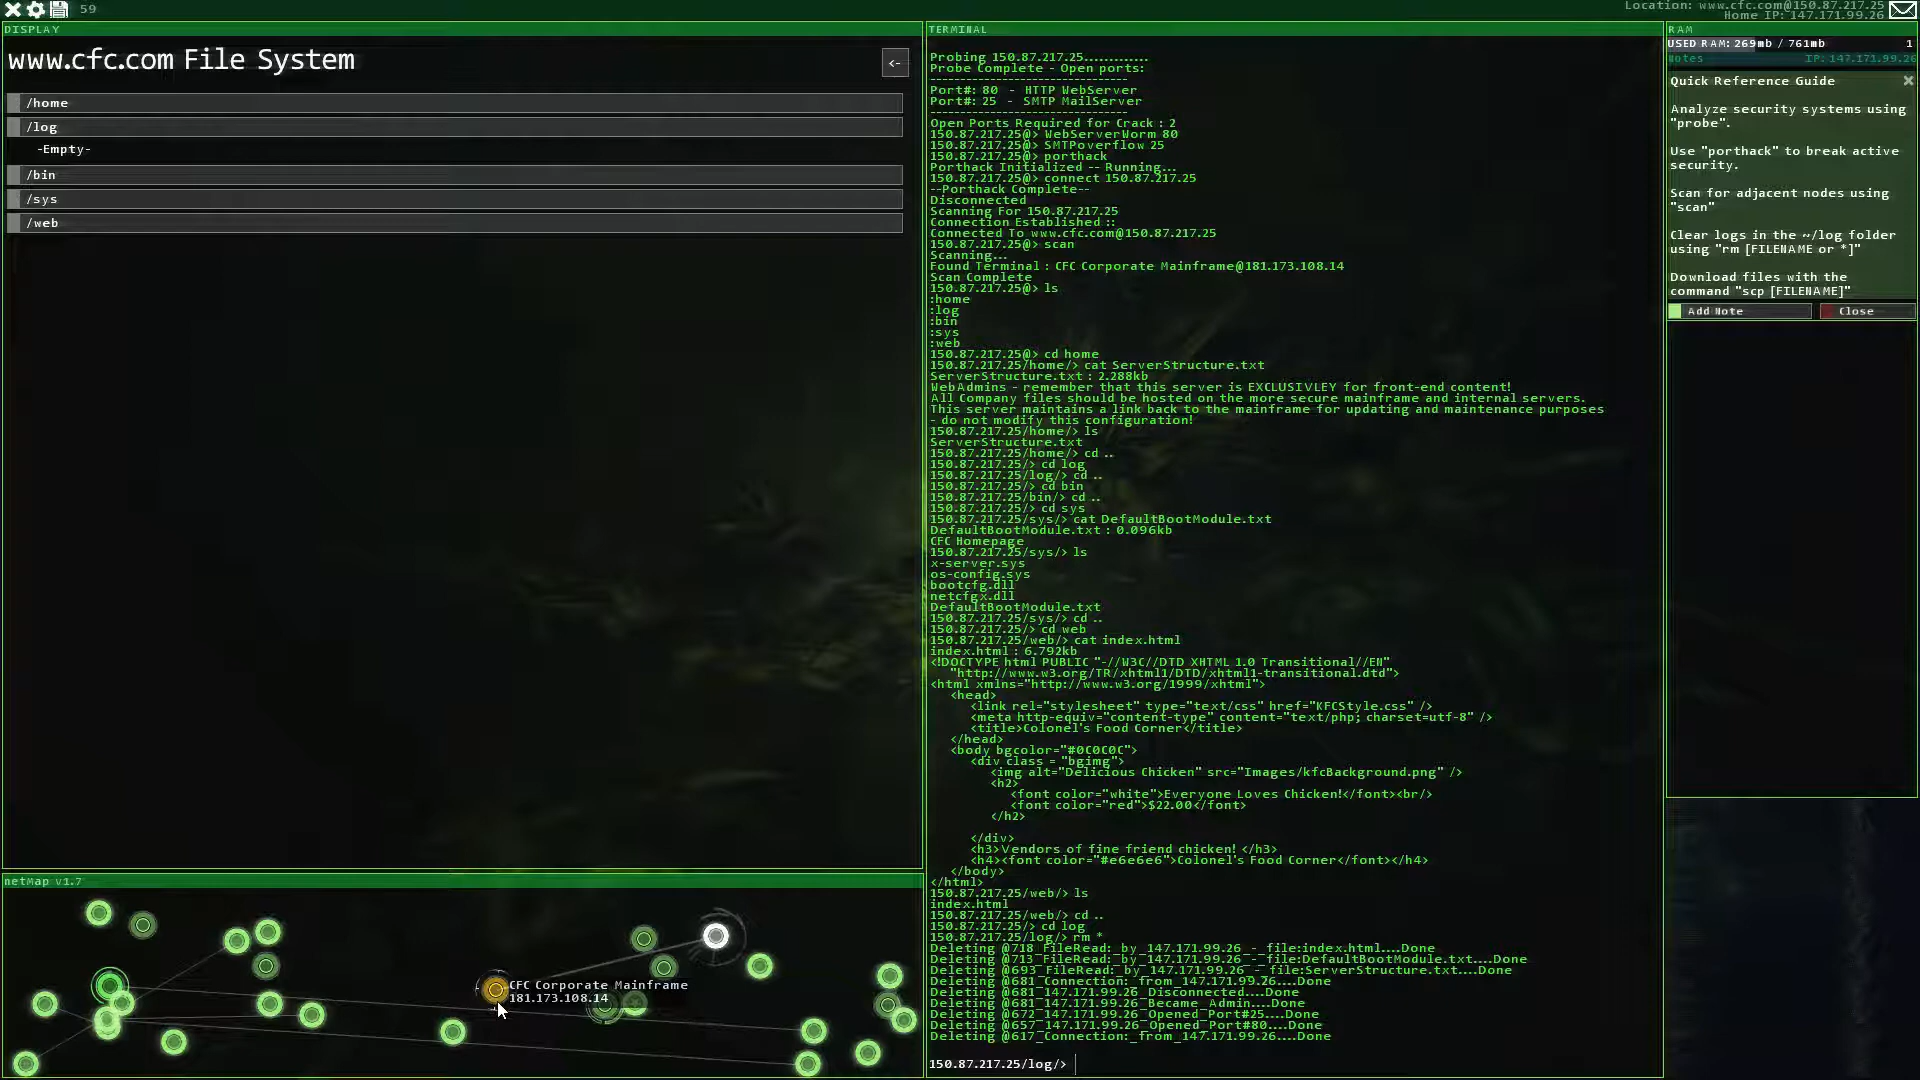 59
Location: www.cfc.com@150.87.217.25
Home IP: 147.171.99.26
DISPLAY
www.cfc.com File System
<-
/home
/log
-Empty-
/bin
/sys
/web
netMap v1.7
CFC Corporate Mainframe
181.173.108.14
TERMINAL
Probing 150.87.217.25.............
Probe Complete - Open ports:
---------------------------------
Port#: 80 - HTTP WebServer
Port#: 25 - SMTP MailServer
---------------------------------
Open Ports Required for Crack : 2
150.87.217.25@> WebServerWorm 80
150.87.217.25@> SMTPoverflow 25
150.87.217.25@> porthack
Porthack Initialized -- Running...
150.87.217.25@> connect 150.87.217.25
--Porthack Complete--
Disconnected
Scanning For 150.87.217.25
Connection Established ::
Connected To www.cfc.com@150.87.217.25
150.87.217.25@> scan
Scanning...
Found Terminal : CFC Corporate Mainframe@181.173.108.14
Scan Complete
150.87.217.25@> ls
:home
:log
:bin
:sys
:web
150.87.217.25@> cd home
150.87.217.25/home/> cat ServerStructure.txt
ServerStructure.txt : 2.288kb
WebAdmins - remember that this server is EXCLUSIVLEY for front-end content!
All Company files should be hosted on the more secure mainframe and internal servers.
This server maintains a link back to the mainframe for updating and maintenance purposes
- do not modify this configuration!
150.87.217.25/home/> ls
ServerStructure.txt
150.87.217.25/home/> cd ..
150.87.217.25/> cd log
150.87.217.25/log/> cd ..
150.87.217.25/> cd bin
150.87.217.25/bin/> cd ..
150.87.217.25/> cd sys
150.87.217.25/sys/> cat DefaultBootModule.txt
DefaultBootModule.txt : 0.096kb
CFC Homepage
150.87.217.25/sys/> ls
x-server.sys
os-config.sys
bootcfg.dll
netcfgx.dll
DefaultBootModule.txt
150.87.217.25/sys/> cd ..
150.87.217.25/> cd web
150.87.217.25/web/> cat index.html
index.html : 6.792kb
<!DOCTYPE html PUBLIC "-//W3C//DTD XHTML 1.0 Transitional//EN"
"http://www.w3.org/TR/xhtml1/DTD/xhtml1-transitional.dtd">
<html xmlns="http://www.w3.org/1999/xhtml">
<head>
<link rel="stylesheet" type="text/css" href="KFCStyle.css" />
<meta http-equiv="content-type" content="text/php; charset=utf-8" />
<title>Colonel's Food Corner</title>
</head>
<body bgcolor="#0C0C0C">
<div class = "bgimg">
<img alt="Delicious Chicken" src="Images/kfcBackground.png" />
<h2>
<font color="white">Everyone Loves Chicken!</font><br/>
<font color="red">$22.00</font>
</h2>
</div>
<h3>Vendors of fine friend chicken! </h3>
<h4><font color="#e6e6e6">Colonel's Food Corner</font></h4>
</body>
</html>
150.87.217.25/web/> ls
index.html
150.87.217.25/web/> cd ..
150.87.217.25/> cd log
150.87.217.25/log/> rm *
Deleting @718_FileRead:_by_147.171.99.26_-_file:index.html....Done
Deleting @713_FileRead:_by_147.171.99.26_-_file:DefaultBootModule.txt....Done
Deleting @693_FileRead:_by_147.171.99.26_-_file:ServerStructure.txt....Done
Deleting @681_Connection:_from_147.171.99.26....Done
Deleting @681_147.171.99.26_Disconnected....Done
Deleting @681_147.171.99.26_Became_Admin....Done
Deleting @672_147.171.99.26_Opened_Port#25....Done
Deleting @657_147.171.99.26_Opened_Port#80....Done
Deleting @617_Connection:_from_147.171.99.26....Done
150.87.217.25/log/>
RAM
USED RAM: 269mb / 761mb 1
Notes IP: 147.171.99.26
Quick Reference Guide
Analyze security systems using
"probe".
Use "porthack" to break active
security.
Scan for adjacent nodes using
"scan"
Clear logs in the ~/log folder
using "rm [FILENAME or *]"
Download files with the
command "scp [FILENAME]"
Add Note
Close